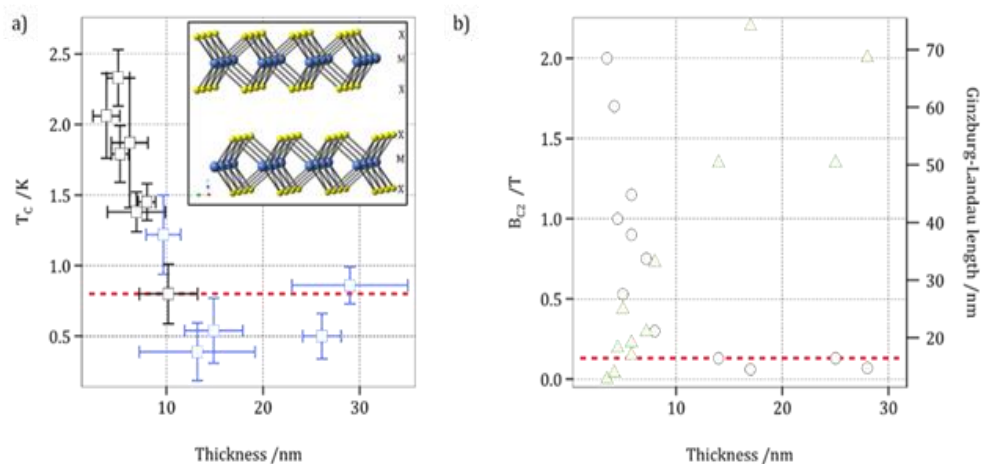 a)
2.5
2.0
1.5
1.0
0.5
T_C /K
10
20
30
Thickness /nm
X
M
X
X
M
X
b)
2.0
1.5
1.0
0.5
0.0
B_C2 /T
70
60
50
40
30
20
Ginzburg-Landau length /nm
10
20
30
Thickness /nm